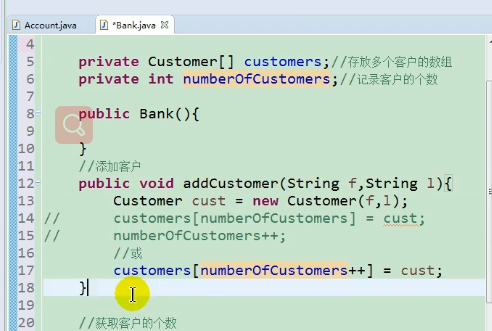 Account.java *Bank.java
4
5 private Customer[] customers;//存放多个客户的数组
6 private int numberOfCustomers;//记录客户的个数
7
8 public Bank(){
9
10 }
11 //添加客户
12 public void addCustomer(String f,String l){
13 Customer cust = new Customer(f,l);
14 // customers[numberOfCustomers] = cust;
15 // numberOfCustomers++;
16 //或
17 customers[numberOfCustomers++] = cust;
18 }
19
20 //获取客户的个数